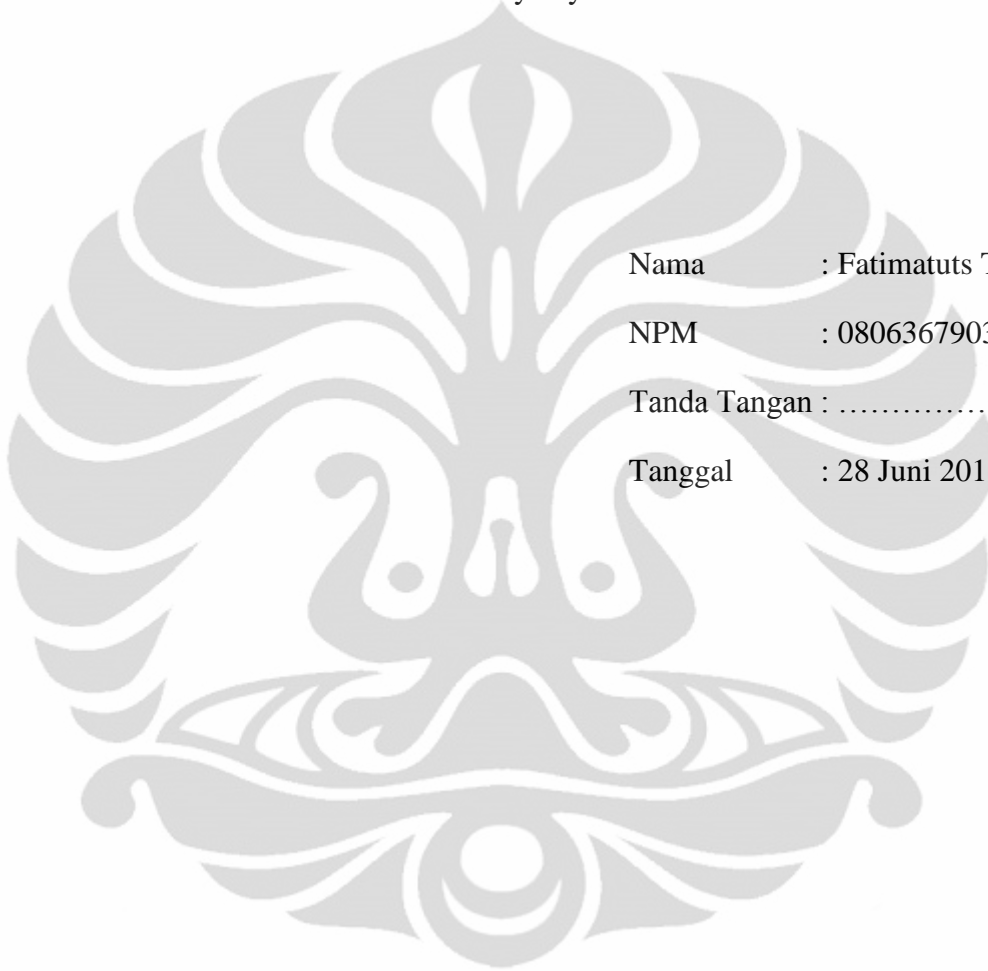 Nama : Fatimatuts
NPM : 080636790
Tanda Tangan : ……………
Tanggal : 28 Juni 201